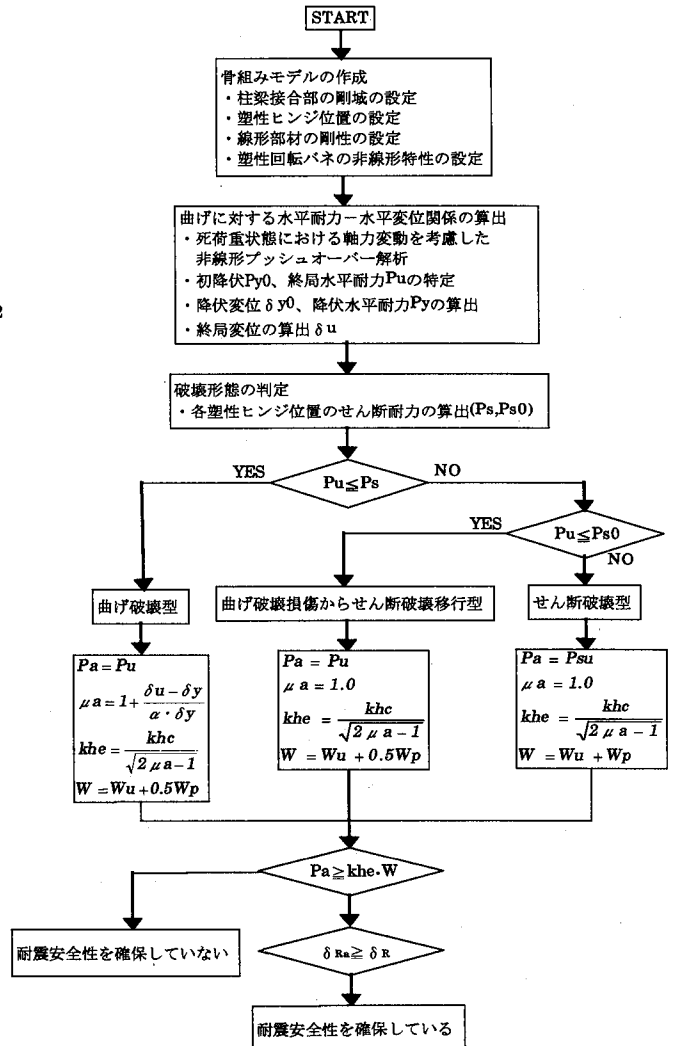 START
骨組みモデルの作成
・柱梁接合部の剛域の設定
・塑性ヒンジ位置の設定
・線形部材の剛性の設定
・塑性回転バネの非線形特性の設定
曲げに対する水平耐力－水平変位関係の算出
・死荷重状態における軸力変動を考慮した
非線形プッシュオーバー解析
・初降伏Py0、終局水平耐力Puの特定
・降伏変位δy0、降伏水平耐力Pyの算出
・終局変位の算出δu
2
破壊形態の判定
・各塑性ヒンジ位置のせん断耐力の算出(Ps,Ps0)
YES
Pu≦Ps
NO
YES
Pu≦Ps0
NO
曲げ破壊型
曲げ破壊損傷からせん断破壊移行型
せん断破壊型
Pa=Pu
μa=1+(δu-δy)/(α・δy)
khe=khc/√(2μa-1)
W=Wu+0.5Wp
Pa=Pu
μa=1.0
khe=khc/√(2μa-1)
W=Wu+0.5Wp
Pa=Psu
μa=1.0
khe=khc/√(2μa-1)
W=Wu+Wp
Pa≧khe・W
耐震安全性を確保していない
δRa≧δR
耐震安全性を確保している